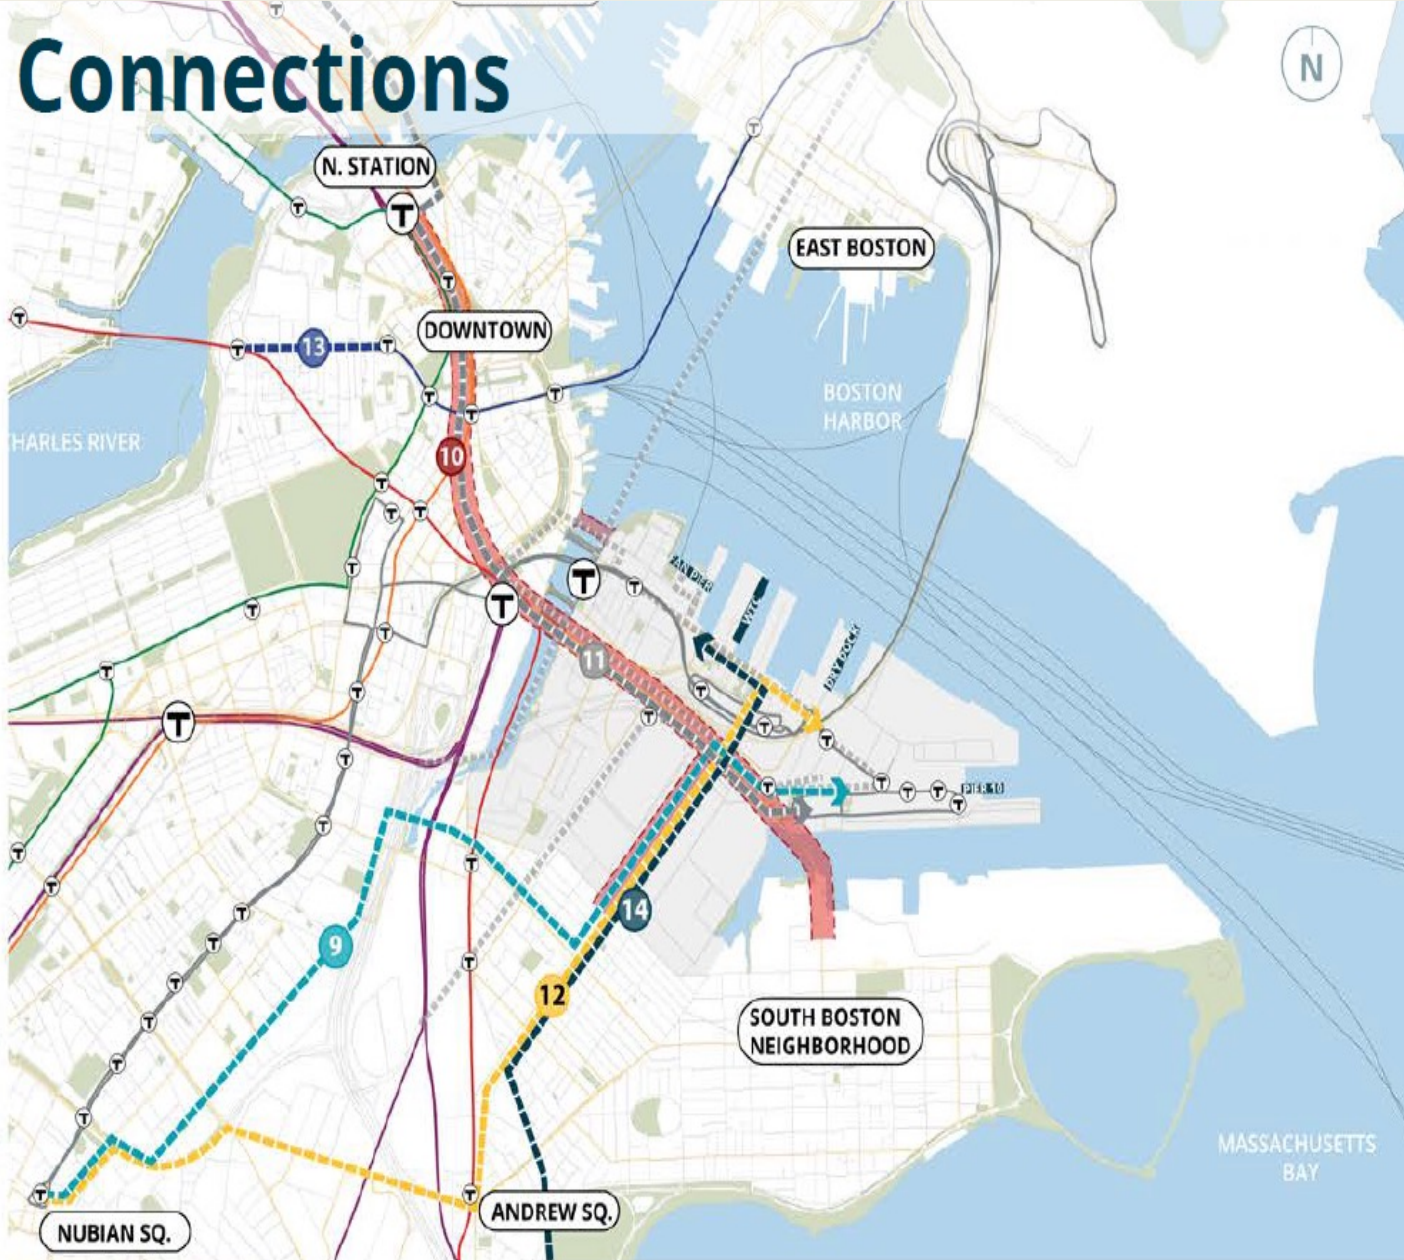 Connections
N
N. STATION
T
EAST BOSTON
DOWNTOWN
13
BOSTON
HARBOR
CHARLES RIVER
10
FAN PIER
T
WTC
T
DRY DOCK
11
T
PIER 10
14
9
12
SOUTH BOSTON
NEIGHBORHOOD
MASSACHUSETTS
BAY
ANDREW SQ.
NUBIAN SQ.